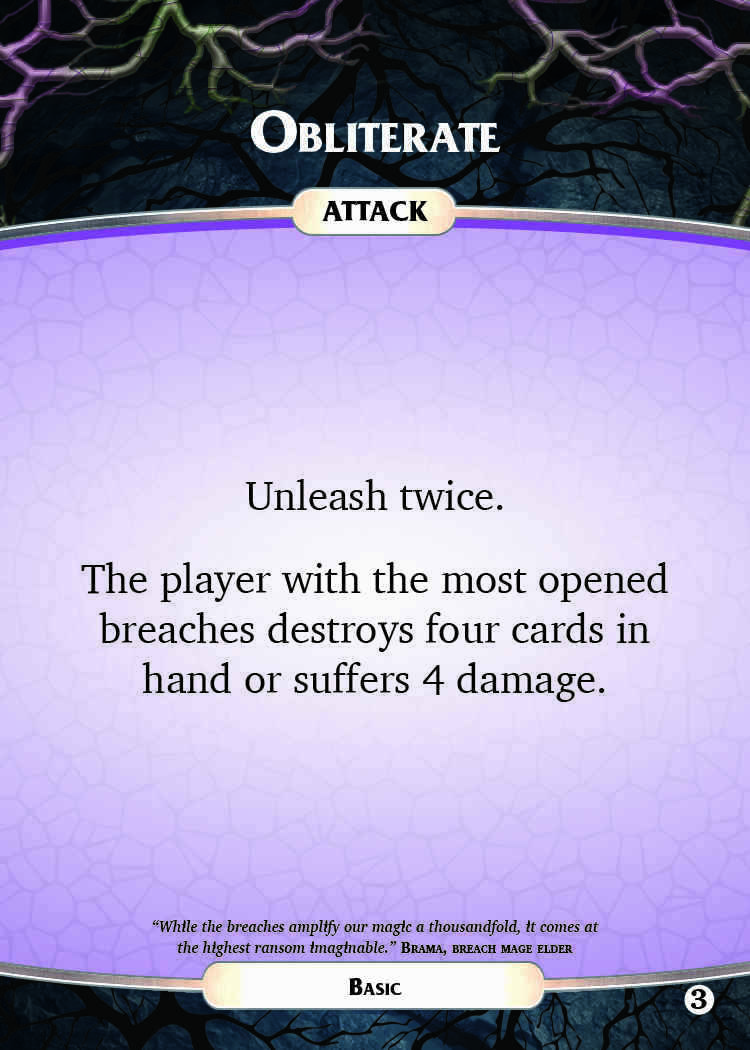 Obliterate
ATTACK
Unleash twice.
The player with the most opened
breaches destroys four cards in
hand or suffers 4 damage.
“While the breaches amplify our magic a thousandfold, it comes at
the highest ransom imaginable.” Brama, breach mage elder
Basic
3